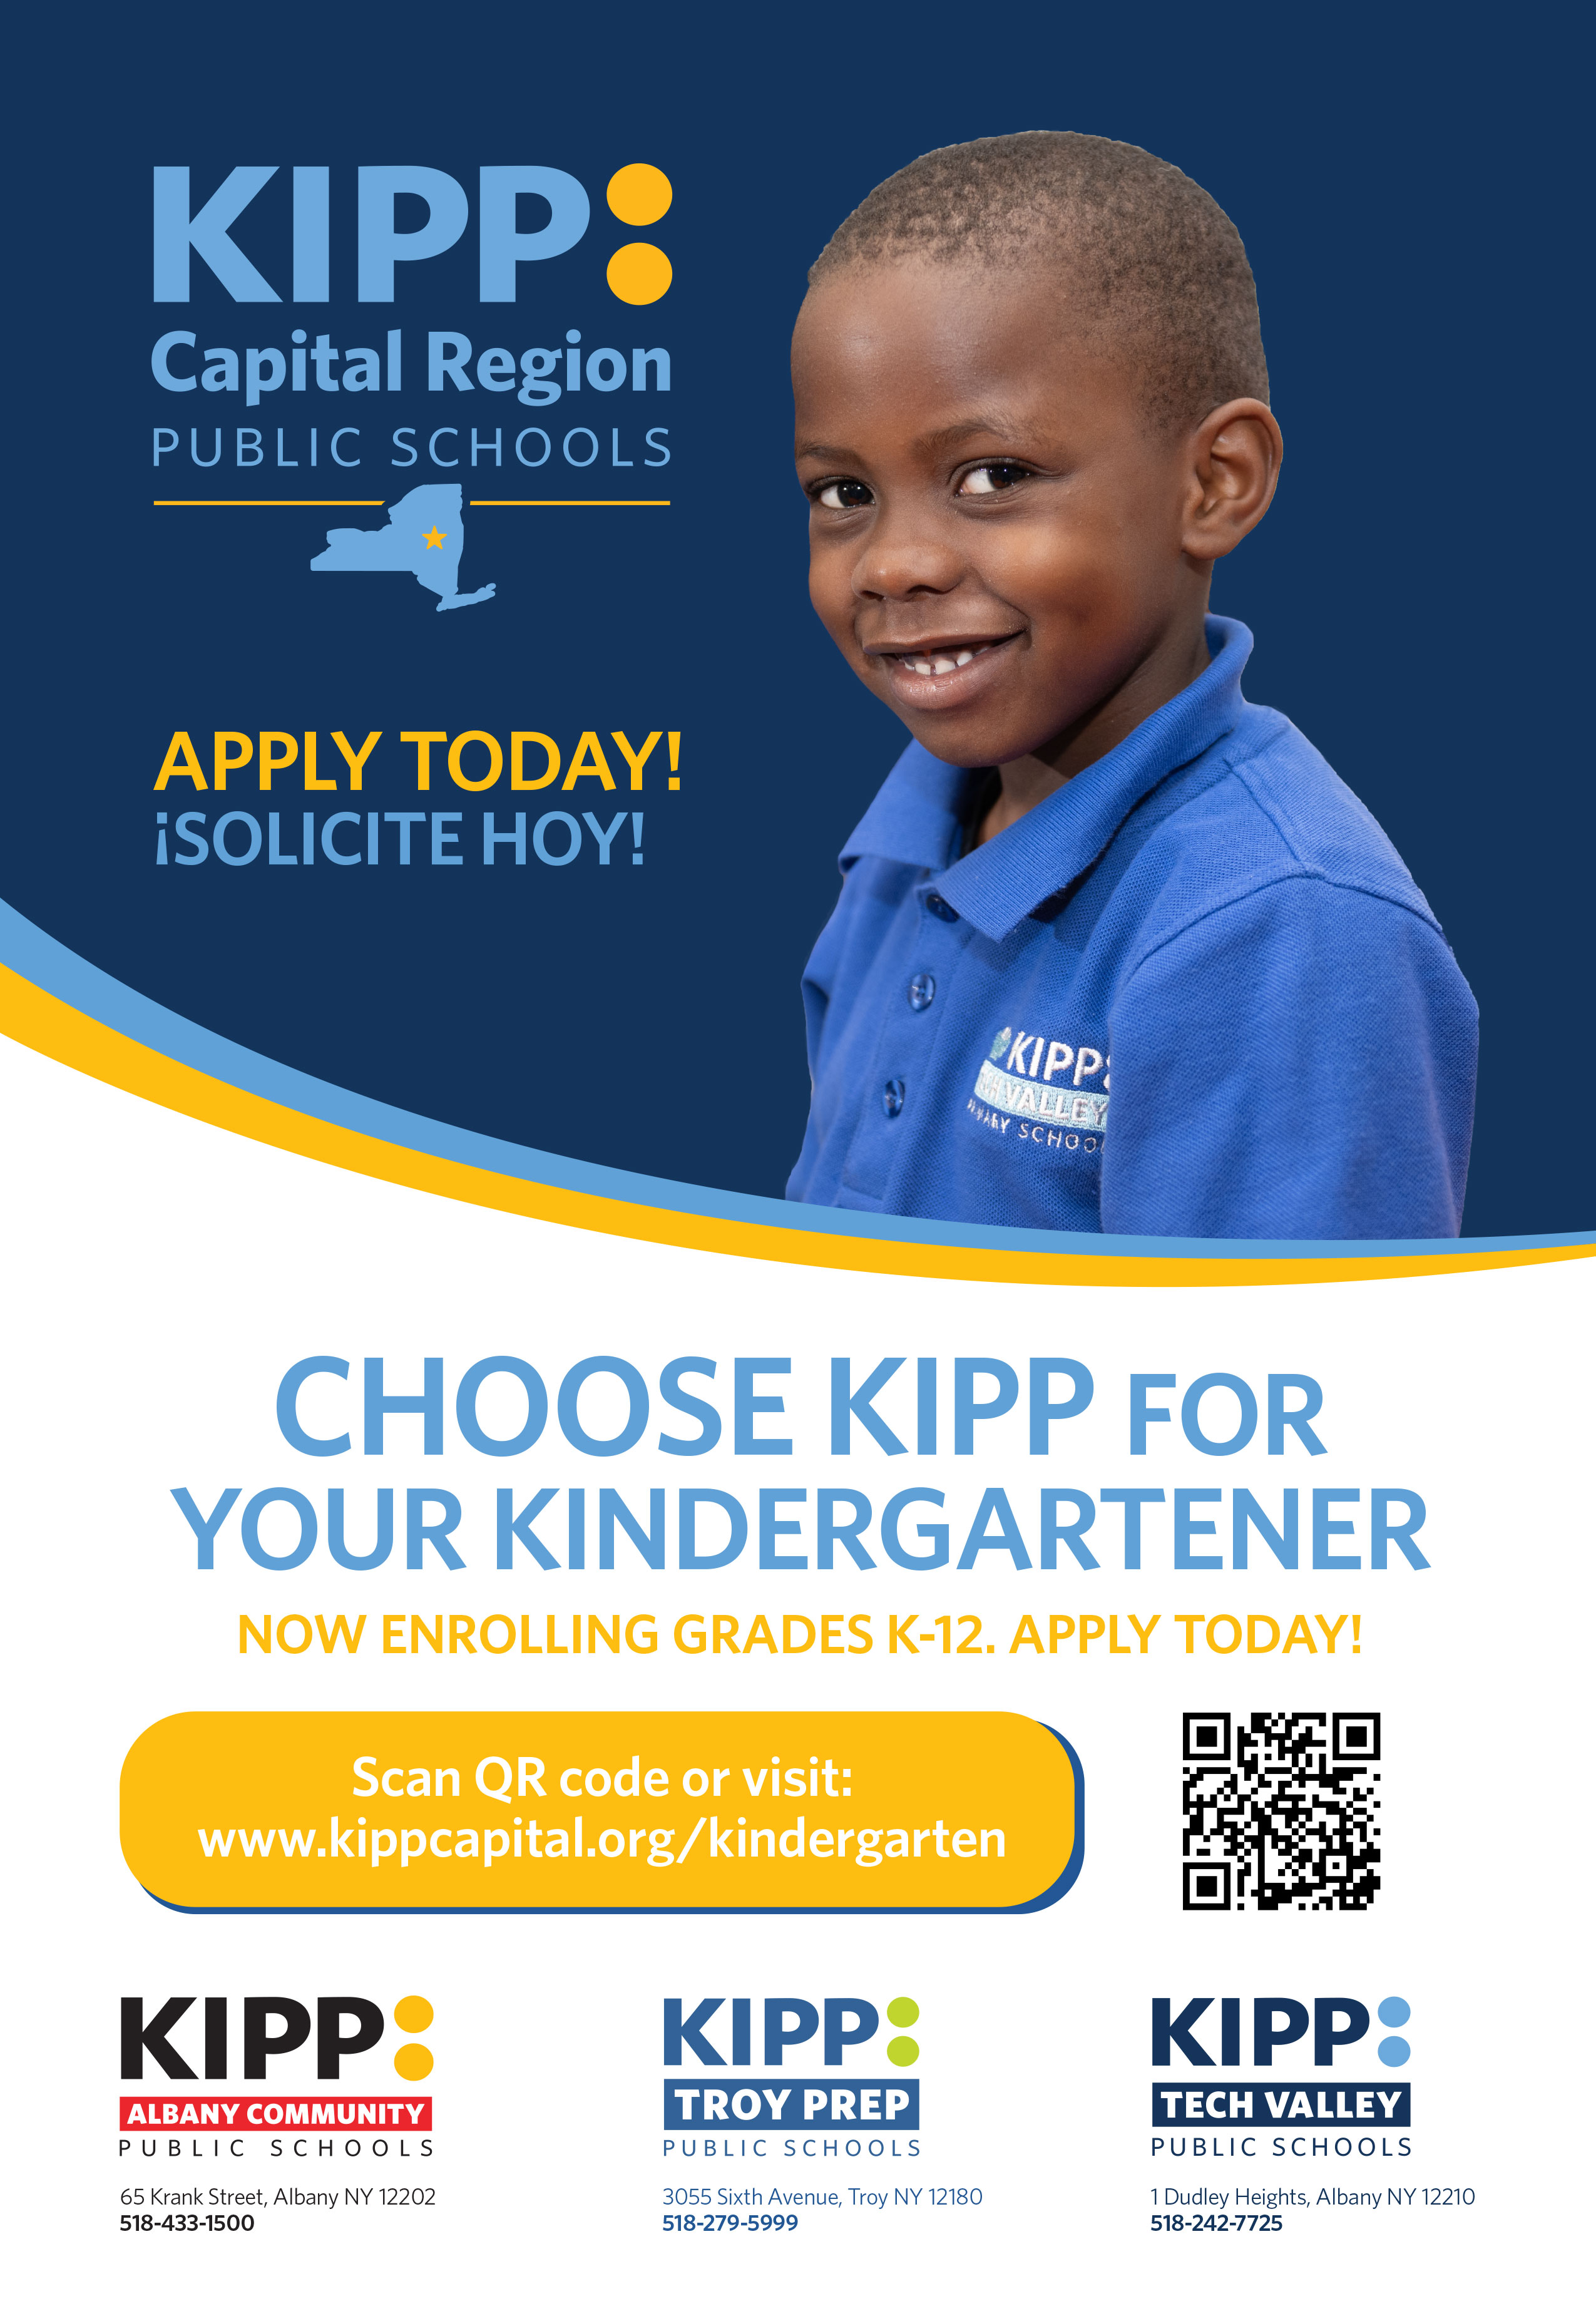 KIPP:
Capital Region
PUBLIC SCHOOLS
APPLY TODAY!
¡SOLICITE HOY!
KIPP:
VALLEY
SCHOO
CHOOSE KIPP FOR
YOUR KINDERGARTENER
NOW ENROLLING GRADES K-12. APPLY TODAY!
Scan QR code or visit:
www.kippcapital.org/kindergarten
KIPP:
ALBANY COMMUNITY
PUBLIC SCHOOLS
65 Krank Street, Albany NY 12202
518-433-1500
KIPP:
TROY PREP
PUBLIC SCHOOLS
3055 Sixth Avenue, Troy NY 12180
518-279-5999
KIPP:
TECH VALLEY
PUBLIC SCHOOLS
1 Dudley Heights, Albany NY 12210
518-242-7725